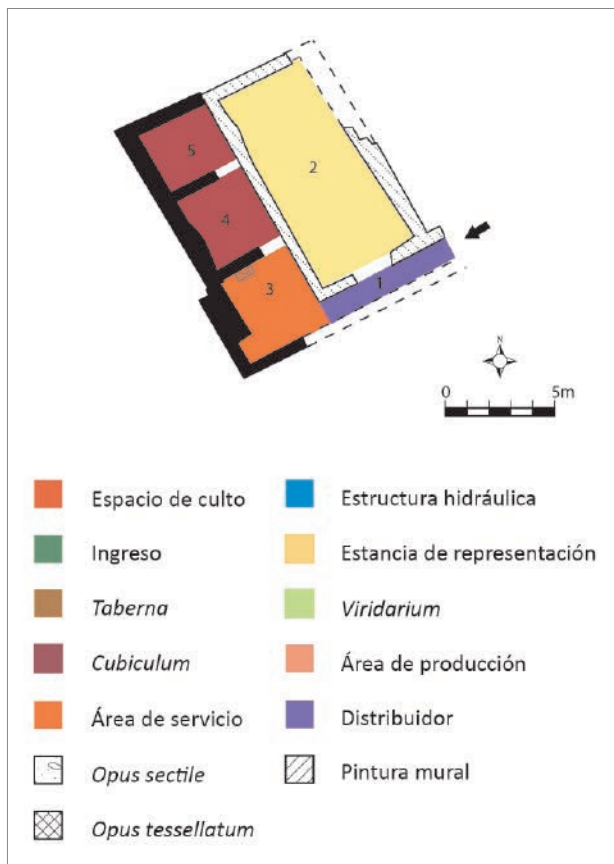 5
2
4
3
1
N
0 5m
Espacio de culto
Ingreso
Taberna
Cubiculum
Área de servicio
Opus sectile
Opus tessellatum
Estructura hidráulica
Estancia de representación
Viridarium
Área de producción
Distribuidor
Pintura mural